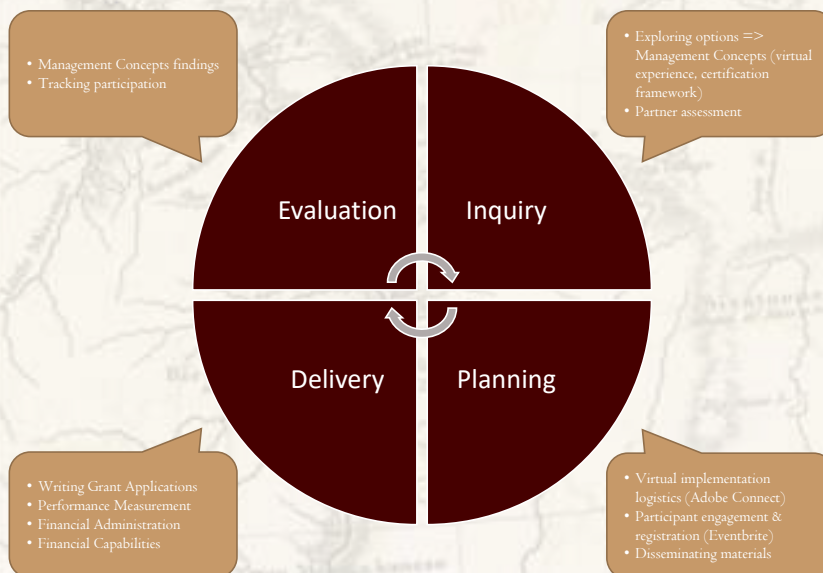 • Management Concepts findings
• Tracking participation
• Exploring options =>
Management Concepts (virtual
experience, certification
framework)
• Partner assessment
Evaluation
Inquiry
Delivery
Planning
• Writing Grant Applications
• Performance Measurement
• Financial Administration
• Financial Capabilities
• Virtual implementation
logistics (Adobe Connect)
• Participant engagement &
registration (Eventbrite)
• Disseminating materials